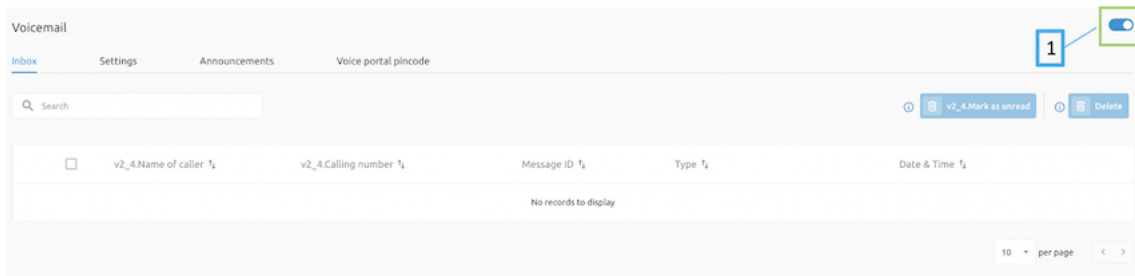 Voicemail
1
Inbox Settings Announcements Voice portal pincode
Search v2_4.Mark as unread Delete
v2_4.Name of caller v2_4.Calling number Message ID Type Date & Time
No records to display
10 per page